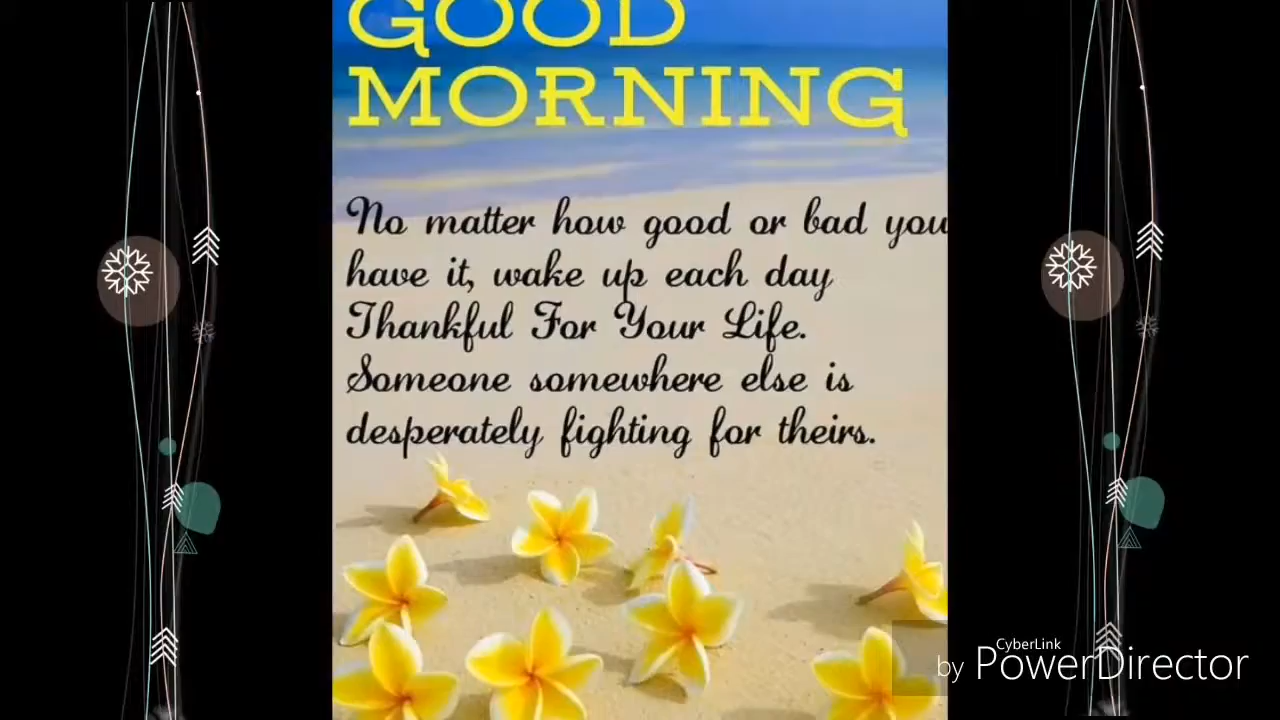 GOOD
MORNING
No matter how good or bad you
have it, wake up each day
Thankful For Your Life.
Someone somewhere else is
desperately fighting for theirs.
CyberLink
by PowerDirector